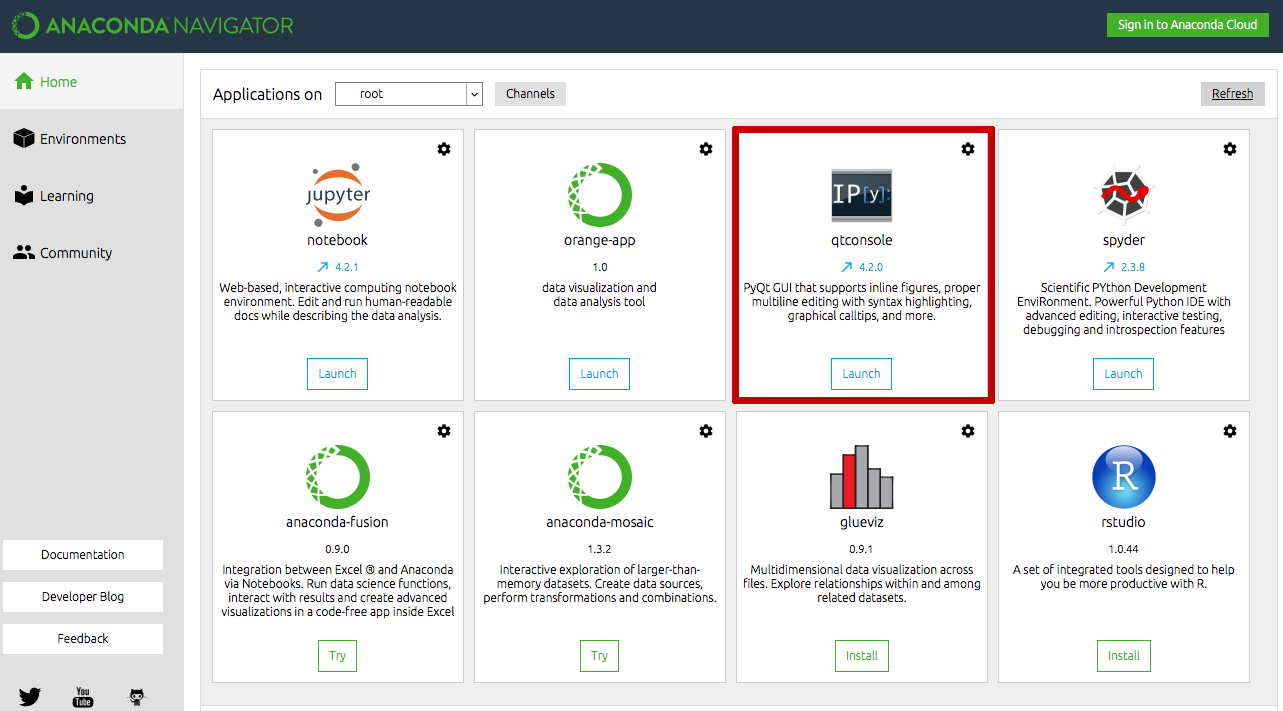 ANACONDA NAVIGATOR
Sign in to Anaconda Cloud
Home
Environments
Learning
Community
Documentation
Developer Blog
Feedback
You
Tube
Applications on
root
Channels
Refresh
jupyter
notebook
4.2.1
Web-based, interactive computing notebook
environment. Edit and run human-readable
docs while describing the data analysis.
Launch
orange-app
1.0
data visualization and
data analysis tool
Launch
IP[y]:
qtconsole
4.2.0
PyQt GUI that supports inline figures, proper
multiline editing with syntax highlighting,
graphical calltips, and more.
Launch
spyder
2.3.8
Scientific PYthon Development
EnviRonment. Powerful Python IDE with
advanced editing, interactive testing,
debugging and introspection features
Launch
anaconda-fusion
0.9.0
Integration between Excel ® and Anaconda
via Notebooks. Run data science functions,
interact with results and create advanced
visualizations in a code-free app inside Excel
Try
anaconda-mosaic
1.3.2
Interactive exploration of larger-than-
memory datasets. Create data sources,
perform transformations and combinations.
Try
glueviz
0.9.1
Multidimensional data visualization across
files. Explore relationships within and among
related datasets.
Install
R
rstudio
1.0.44
A set of integrated tools designed to help
you be more productive with R.
Install